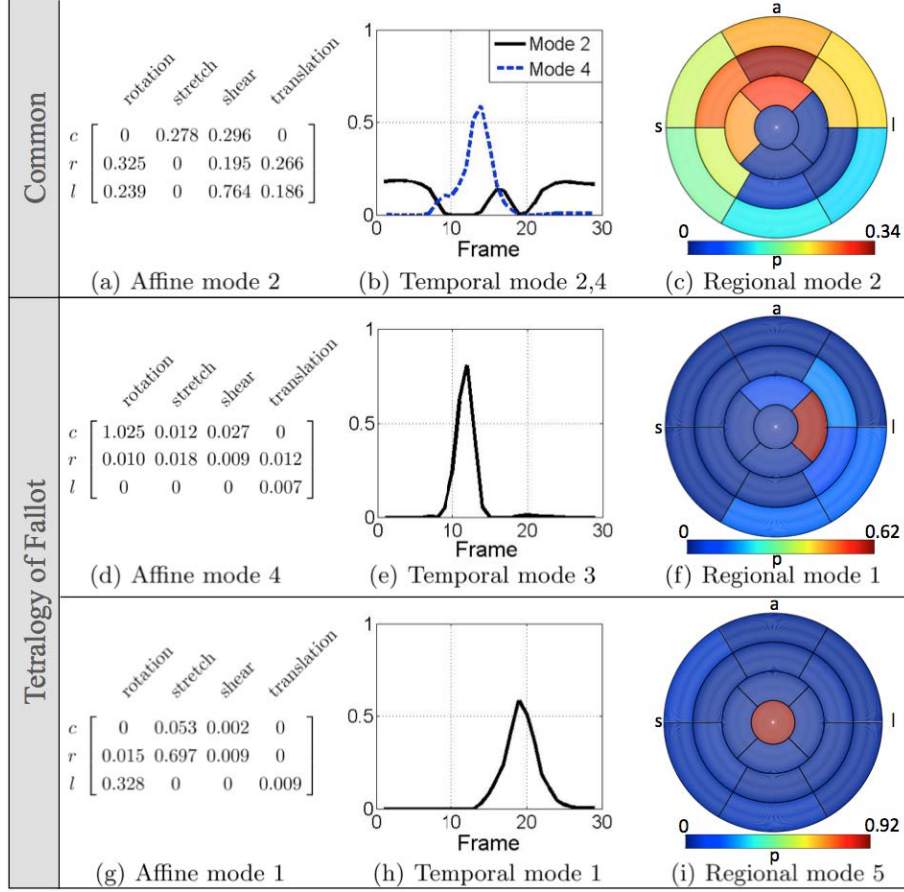 Common
rotation stretch shear translation
c 0 0.278 0.296 0
r 0.325 0 0.195 0.266
l 0.239 0 0.764 0.186
(a) Affine mode 2
1
0.5
0
0 10 20 30
Mode 2
Mode 4
Frame
(b) Temporal mode 2,4
a
s l
p
0 0.34
(c) Regional mode 2
Tetralogy of Fallot
rotation stretch shear translation
c 1.025 0.012 0.027 0
r 0.010 0.018 0.009 0.012
l 0 0 0 0.007
(d) Affine mode 4
1
0.5
0
0 10 20 30
Frame
(e) Temporal mode 3
a
s l
p
0 0.62
(f) Regional mode 1
rotation stretch shear translation
c 0 0.053 0.002 0
r 0.015 0.697 0.009 0
l 0.328 0 0 0.009
(g) Affine mode 1
1
0.5
0
0 10 20 30
Frame
(h) Temporal mode 1
a
s l
p
0 0.92
(i) Regional mode 5